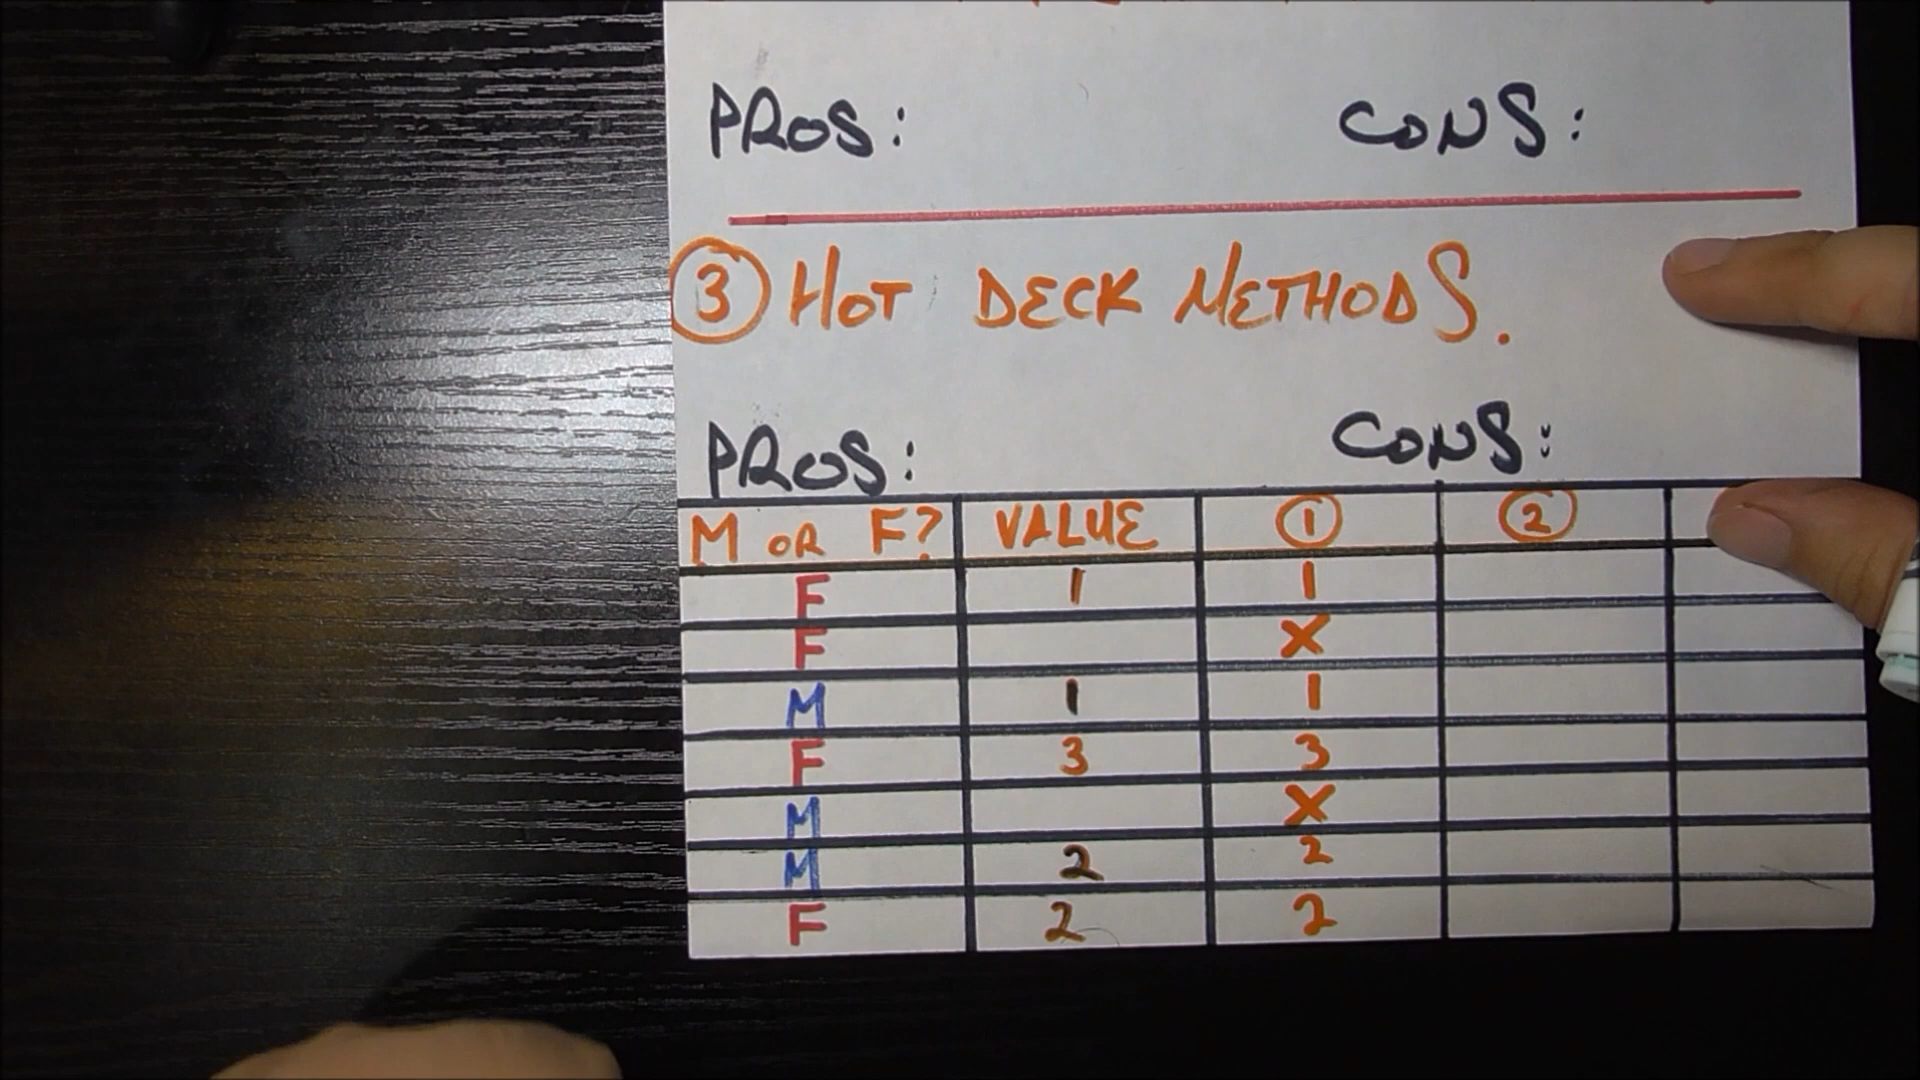 PROS: CONS:
③ HOT DECK METHODS.
PROS: CONS:
M OR F? VALUE ① ②
F 1 1
F X
M 1 1
F 3 3
M X
M 2 2
F 2 2